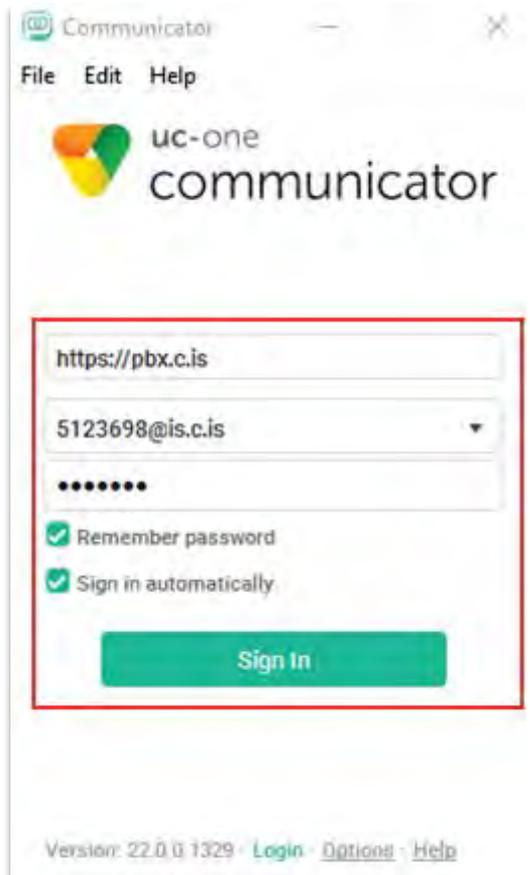 Communicator
File Edit Help
uc-one
communicator
https://pbx.c.is
5123698@is.c.is
•••••••
Remember password
Sign in automatically
Sign In
Version: 22.0.0.1329 · Login · Options · Help